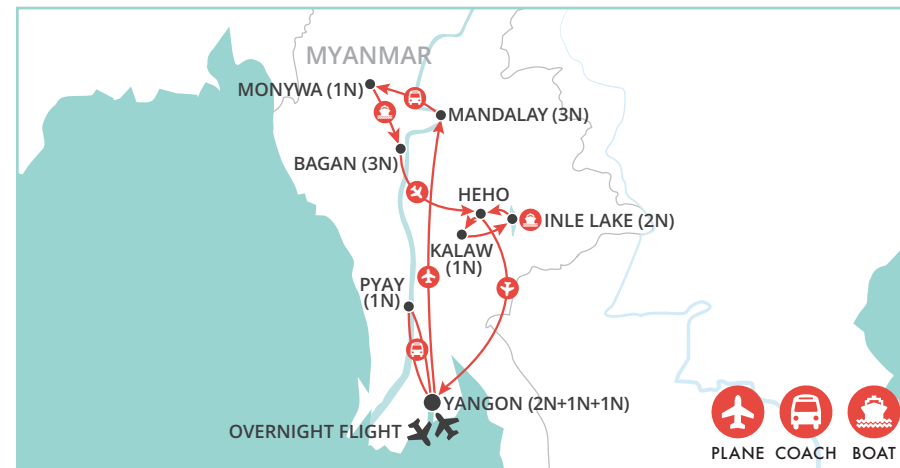 MYANMAR
MONYWA (1N)
MANDALAY (3N)
BAGAN (3N)
HEHO
INLE LAKE (2N)
KALAW
(1N)
PYAY
(1N)
YANGON (2N+1N+1N)
OVERNIGHT FLIGHT
PLANE COACH BOAT